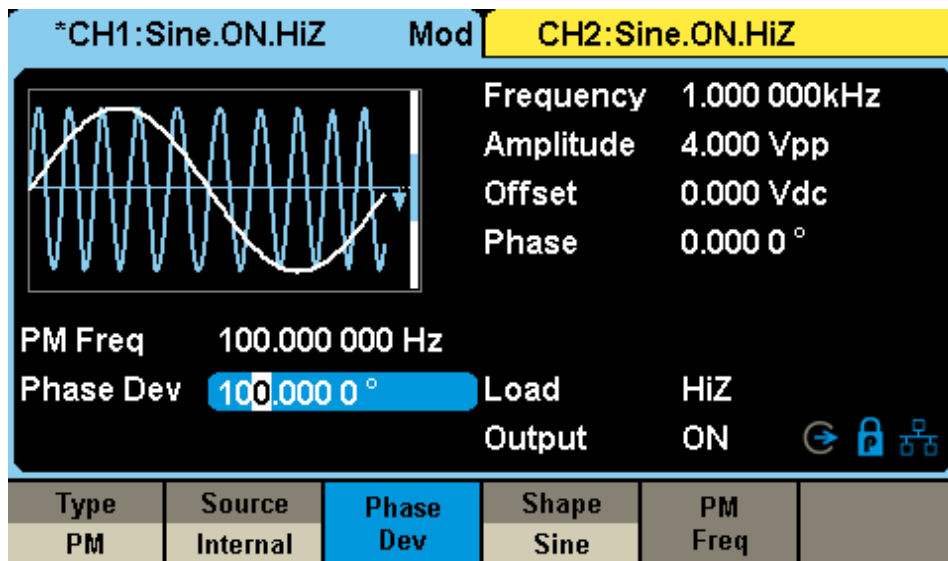 *CH1:Sine.ON.HiZ Mod CH2:Sine.ON.HiZ
Frequency 1.000 000kHz
Amplitude 4.000 Vpp
Offset 0.000 Vdc
Phase 0.000 0 °
PM Freq 100.000 000 Hz
Phase Dev 100.000 0 ° Load HiZ
Output ON P
Type Source Phase Dev Shape PM Freq
PM Internal Sine